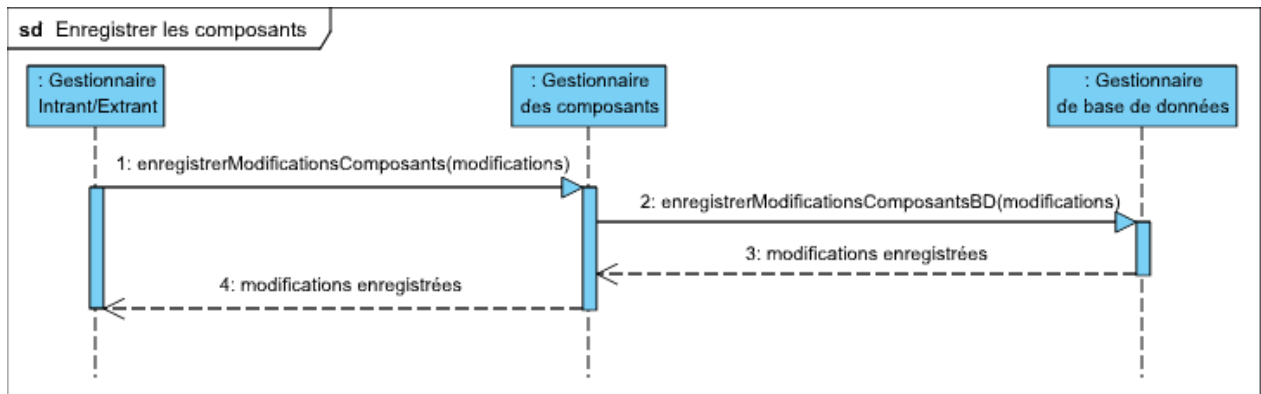 sd Enregistrer les composants
: Gestionnaire
Intrant/Extrant
: Gestionnaire
des composants
: Gestionnaire
de base de données
1: enregistrerModificationsComposants(modifications)
2: enregistrerModificationsComposantsBD(modifications)
3: modifications enregistrées
4: modifications enregistrées